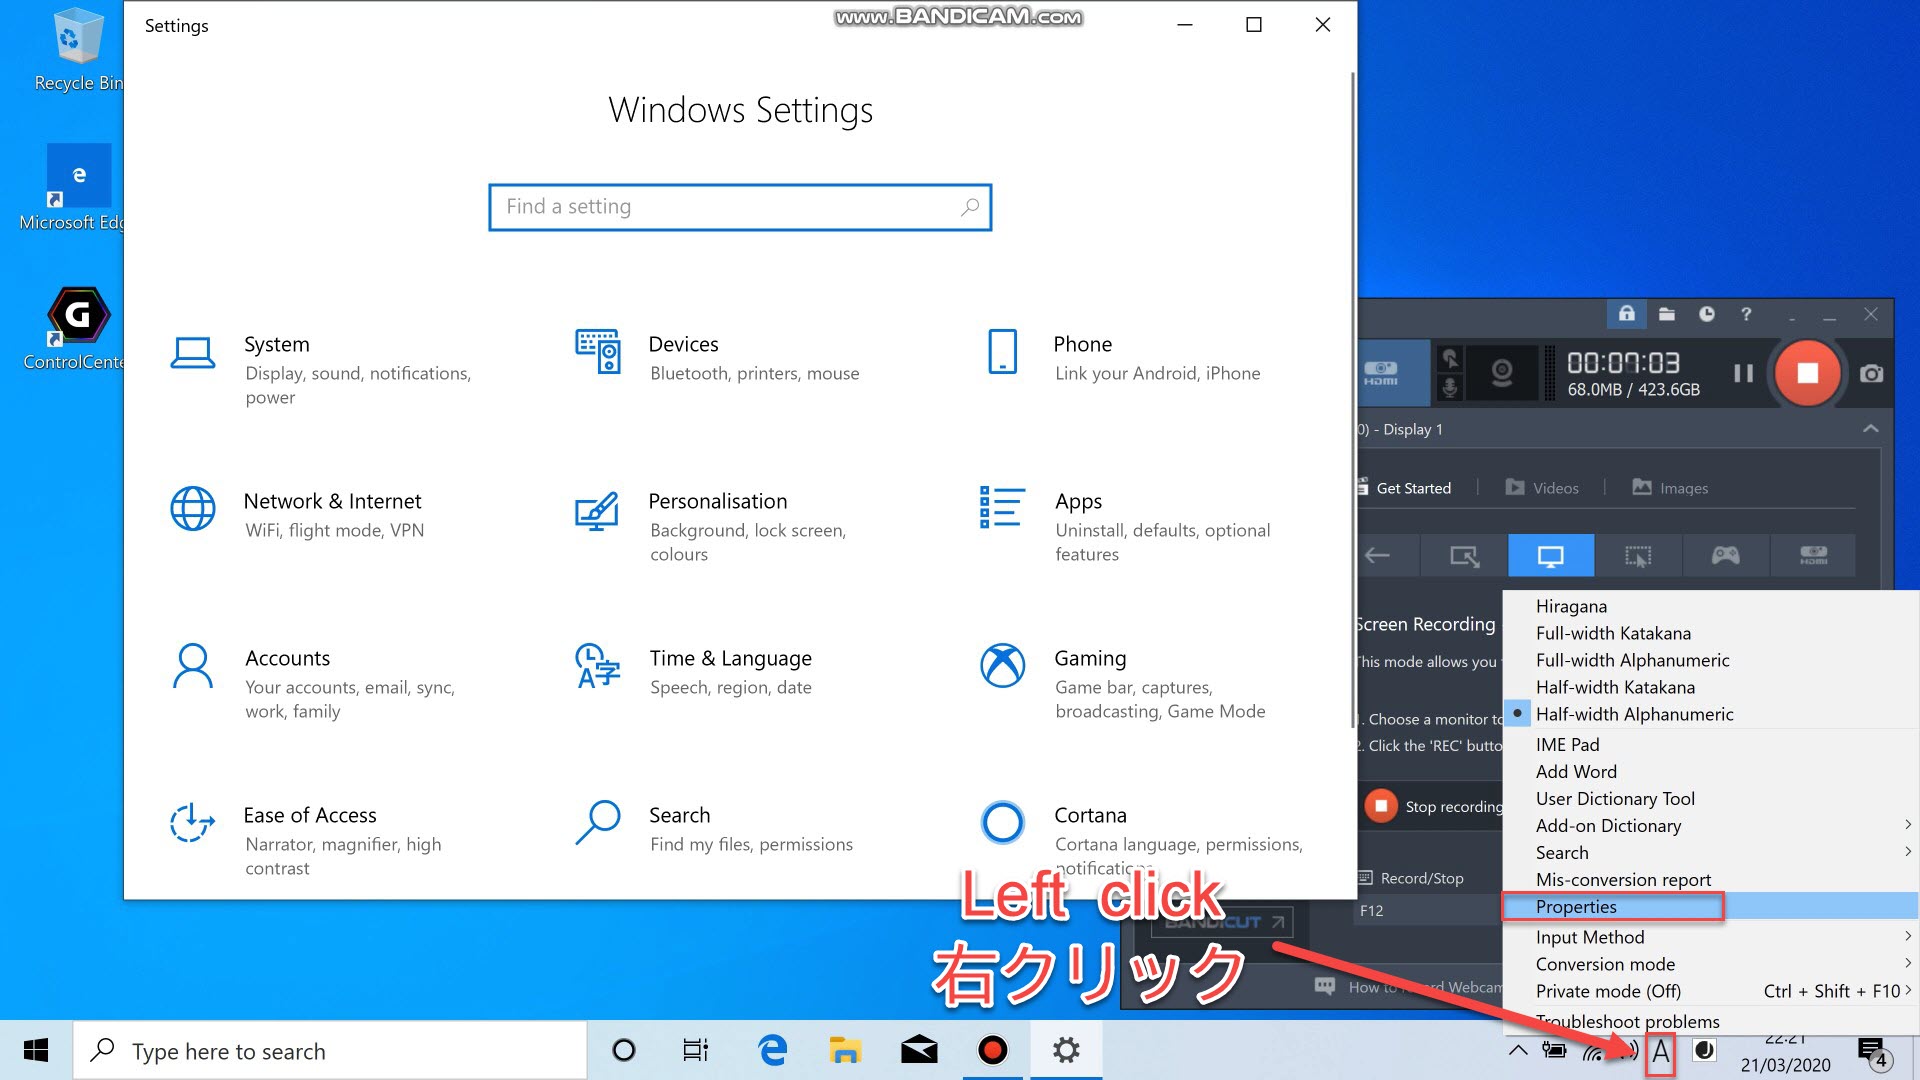 WWW.BANDICAM.COM
Recycle Bin
Microsoft Edg
ControlCente
Settings
Windows Settings
Find a setting
System
Display, sound, notifications,
power
Devices
Bluetooth, printers, mouse
Phone
Link your Android, iPhone
Network & Internet
WiFi, flight mode, VPN
Personalisation
Background, lock screen,
colours
Apps
Uninstall, defaults, optional
features
Accounts
Your accounts, email, sync,
work, family
Time & Language
Speech, region, date
Gaming
Game bar, captures,
broadcasting, Game Mode
Ease of Access
Narrator, magnifier, high
contrast
Search
Find my files, permissions
Cortana
Cortana language, permissions,
notifications
HDMI
00:07:03
68.0MB / 423.6GB
0) - Display 1
Get Started
Videos
Images
HDMI
Screen Recording
This mode allows you
1. Choose a monitor to
2. Click the 'REC' butto
Stop recording
Record/Stop
F12
BANDICUT
How to Record Webcam
Hiragana
Full-width Katakana
Full-width Alphanumeric
Half-width Katakana
Half-width Alphanumeric
IME Pad
Add Word
User Dictionary Tool
Add-on Dictionary
Search
Mis-conversion report
Properties
Input Method
Conversion mode
Private mode (Off) Ctrl + Shift + F10
Troubleshoot problems
Left click
右クリック
Type here to search
A
22:21
21/03/2020
4